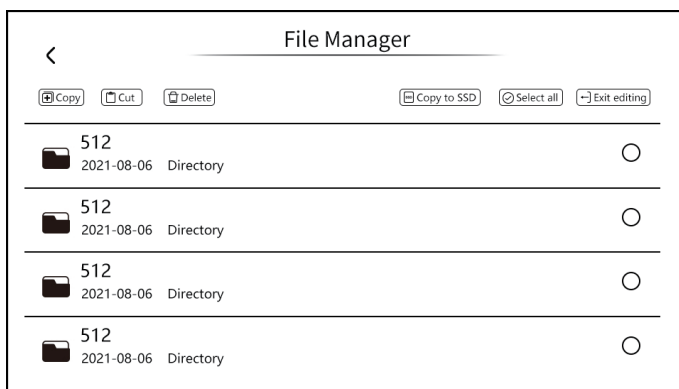 File Manager
Copy Cut Delete Copy to SSD Select all Exit editing
512
2021-08-06 Directory
512
2021-08-06 Directory
512
2021-08-06 Directory
512
2021-08-06 Directory